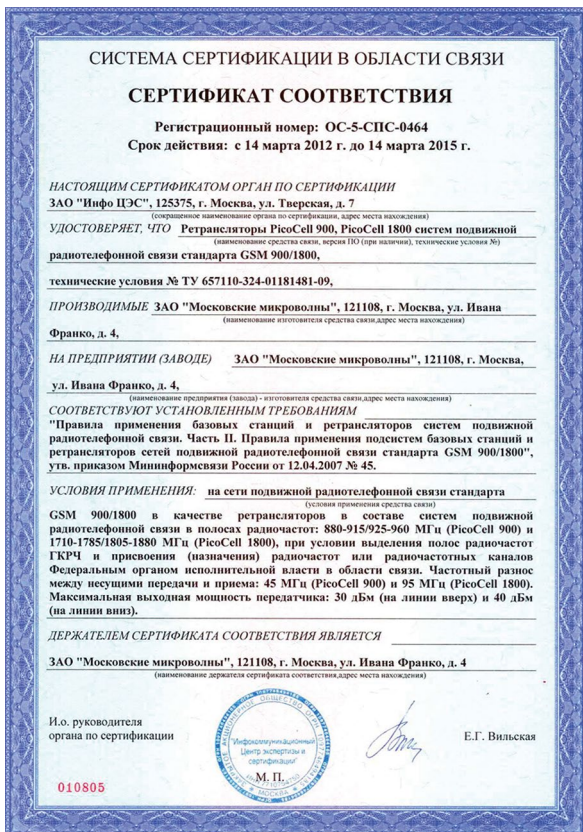 СИСТЕМА СЕРТИФИКАЦИИ В ОБЛАСТИ СВЯЗИ
СЕРТИФИКАТ СООТВЕТСТВИЯ
Регистрационный номер: ОС-5-СПС-0464
Срок действия: с 14 марта 2012 г. до 14 марта 2015 г.
НАСТОЯЩИМ СЕРТИФИКАТОМ ОРГАН ПО СЕРТИФИКАЦИИ
ЗАО "Инфо ЦЭС", 125375, г. Москва, ул. Тверская, д. 7
(сокращенное наименование органа по сертификации, адрес места нахождения)
УДОСТОВЕРЯЕТ, ЧТО Ретрансляторы PicoCell 900, PicoCell 1800 систем подвижной
(наименование средства связи, версия ПО (при наличии), технические условия №)
радиотелефонной связи стандарта GSM 900/1800,
технические условия № ТУ 657110-324-01181481-09,
ПРОИЗВОДИМЫЕ ЗАО "Московские микроволны", 121108, г. Москва, ул. Ивана
(наименование изготовителя средства связи,адрес места нахождения)
Франко, д. 4,
НА ПРЕДПРИЯТИИ (ЗАВОДЕ) ЗАО "Московские микроволны", 121108, г. Москва,
ул. Ивана Франко, д. 4,
(наименование предприятия (завода) - изготовителя средства связи,адрес места нахождения)
СООТВЕТСТВУЮТ УСТАНОВЛЕННЫМ ТРЕБОВАНИЯМ
"Правила применения базовых станций и ретрансляторов систем подвижной
радиотелефонной связи. Часть II. Правила применения подсистем базовых станций и
ретрансляторов сетей подвижной радиотелефонной связи стандарта GSM 900/1800",
утв. приказом Мининформсвязи России от 12.04.2007 № 45.
УСЛОВИЯ ПРИМЕНЕНИЯ: на сети подвижной радиотелефонной связи стандарта
(условия применения средства связи)
GSM 900/1800 в качестве ретрансляторов в составе систем подвижной
радиотелефонной связи в полосах радиочастот: 880-915/925-960 МГц (PicoCell 900) и
1710-1785/1805-1880 МГц (PicoCell 1800), при условии выделения полос радиочастот
ГКРЧ и присвоения (назначения) радиочастот или радиочастотных каналов
Федеральным органом исполнительной власти в области связи. Частотный разнос
между несущими передачи и приема: 45 МГц (PicoCell 900) и 95 МГц (PicoCell 1800).
Максимальная выходная мощность передатчика: 30 дБм (на линии вверх) и 40 дБм
(на линии вниз).
ДЕРЖАТЕЛЕМ СЕРТИФИКАТА СООТВЕТСТВИЯ ЯВЛЯЕТСЯ
ЗАО "Московские микроволны", 121108, г. Москва, ул. Ивана Франко, д. 4
(наименование держателя сертификата соответствия,адрес места нахождения)
И.о. руководителя
органа по сертификации
"Инфокоммуникационный
Центр экспертизы и
сертификации"
М. П.
МОСКВА
Е.Г. Вильская
010805